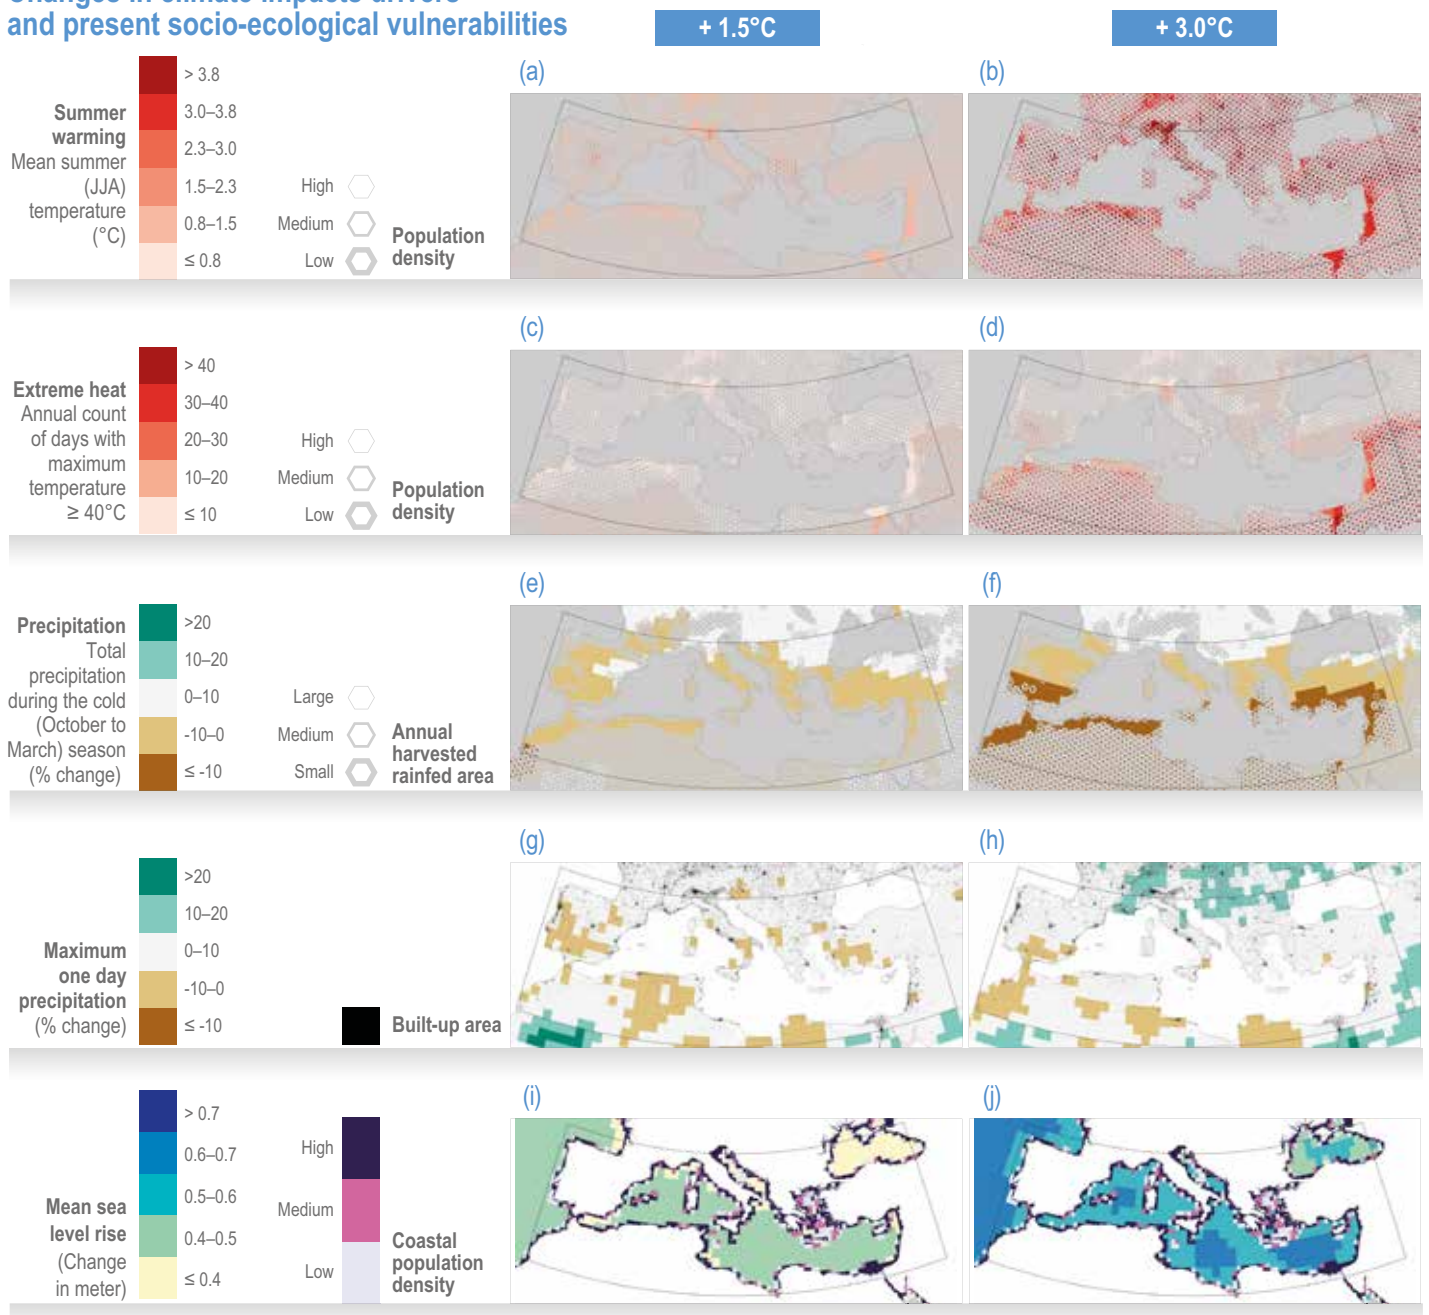 Changes in climate impacts drivers
and present socio-ecological vulnerabilities
+ 1.5°C
+ 3.0°C
(a)
(b)
Summer
warming
Mean summer
(JJA)
temperature
(°C)
> 3.8
3.0–3.8
2.3–3.0
1.5–2.3
0.8–1.5
≤ 0.8
High
Medium
Low
Population
density
(c)
(d)
Extreme heat
Annual count
of days with
maximum
temperature
≥ 40°C
> 40
30–40
20–30
10–20
≤ 10
High
Medium
Low
Population
density
(e)
(f)
Precipitation
Total
precipitation
during the cold
(October to
March) season
(% change)
>20
10–20
0–10
-10–0
≤ -10
Large
Medium
Small
Annual
harvested
rainfed area
(g)
(h)
Maximum
one day
precipitation
(% change)
>20
10–20
0–10
-10–0
≤ -10
Built-up area
(i)
(j)
Mean sea
level rise
(Change
in meter)
> 0.7
0.6–0.7
0.5–0.6
0.4–0.5
≤ 0.4
High
Medium
Low
Coastal
population
density